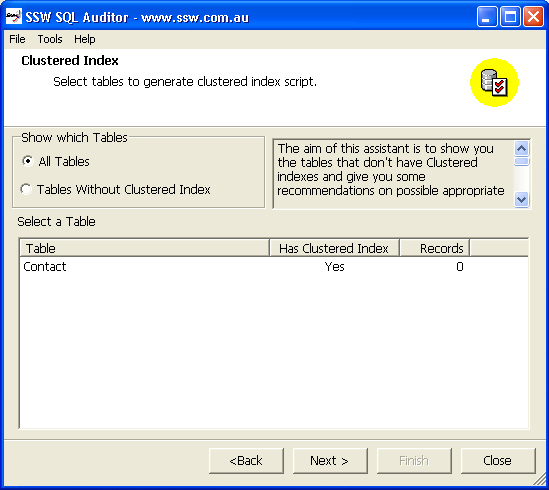 SSW SQL Auditor - www.ssw.com.au
File Tools Help
Clustered Index
Select tables to generate clustered index script.
Show which Tables
All Tables
Tables Without Clustered Index
The aim of this assistant is to show you
the tables that don't have Clustered
indexes and give you some
recommendations on possible appropriate
Select a Table
Table Has Clustered Index Records
Contact Yes 0
<Back Next > Finish Close